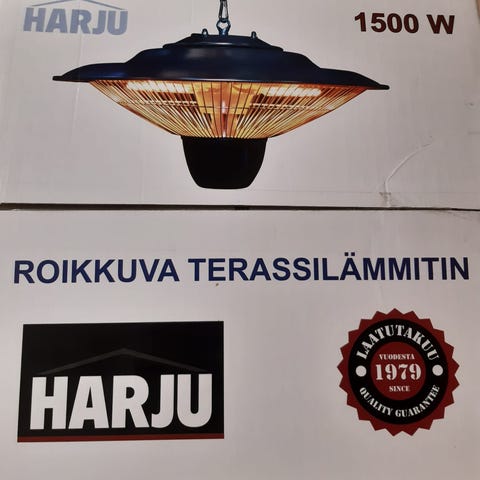 HARJU
1500 W
ROIKKUVA TERASSILÄMMITIN
HARJU
LAATUTAKUU
VUODESTA
1979
SINCE
QUALITY GUARANTEE